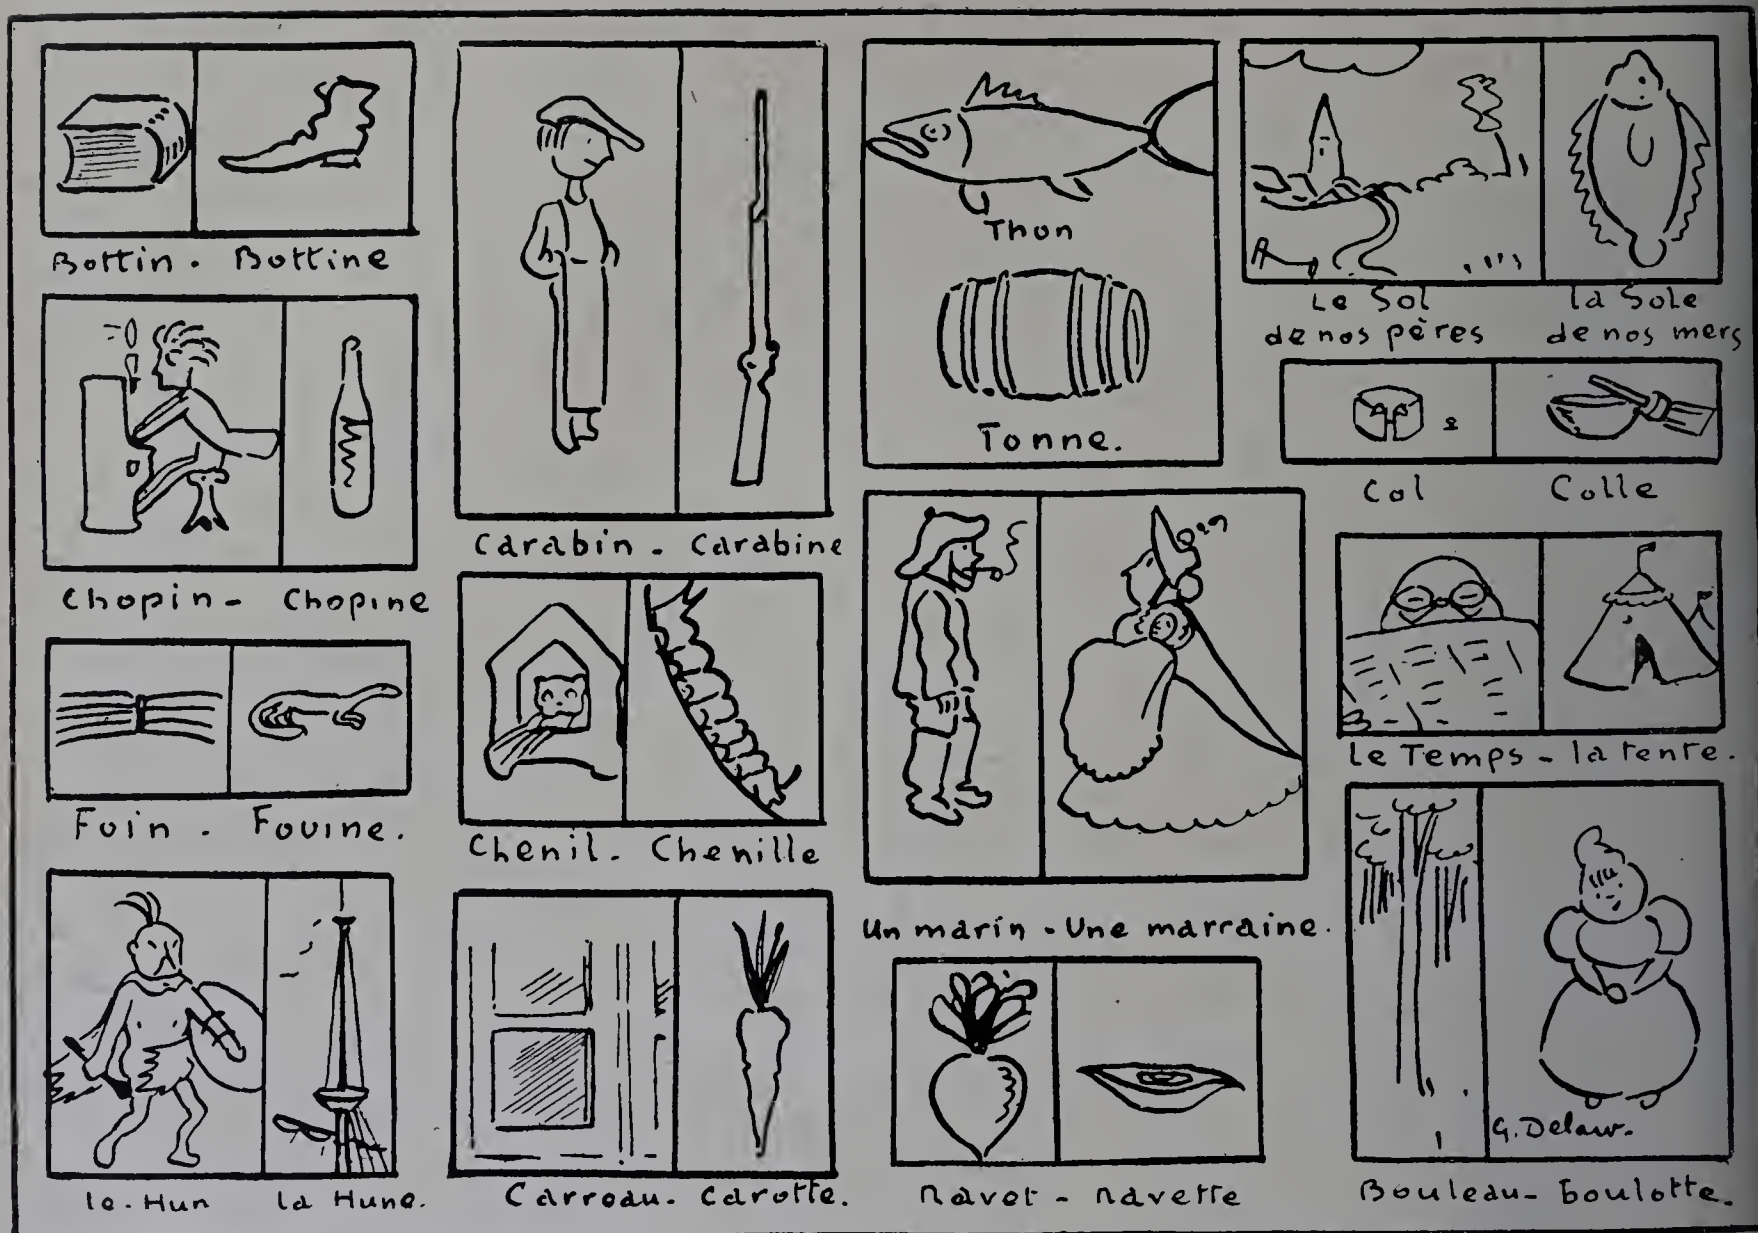 Bottin - Bottine
Chopin - Chopine
Foin - Fouine.
le Hun la Hune.
Carabin - Carabine
Chenil - Chenille
Carreau - Carotte.
Thon
Tonne.
Un marin - Une marraine.
Navet - Navette
Le Sol la Sole
de nos pères de nos mers
Col Colle
le Temps - la tente.
G. Delaw.
Bouleau - boulotte.